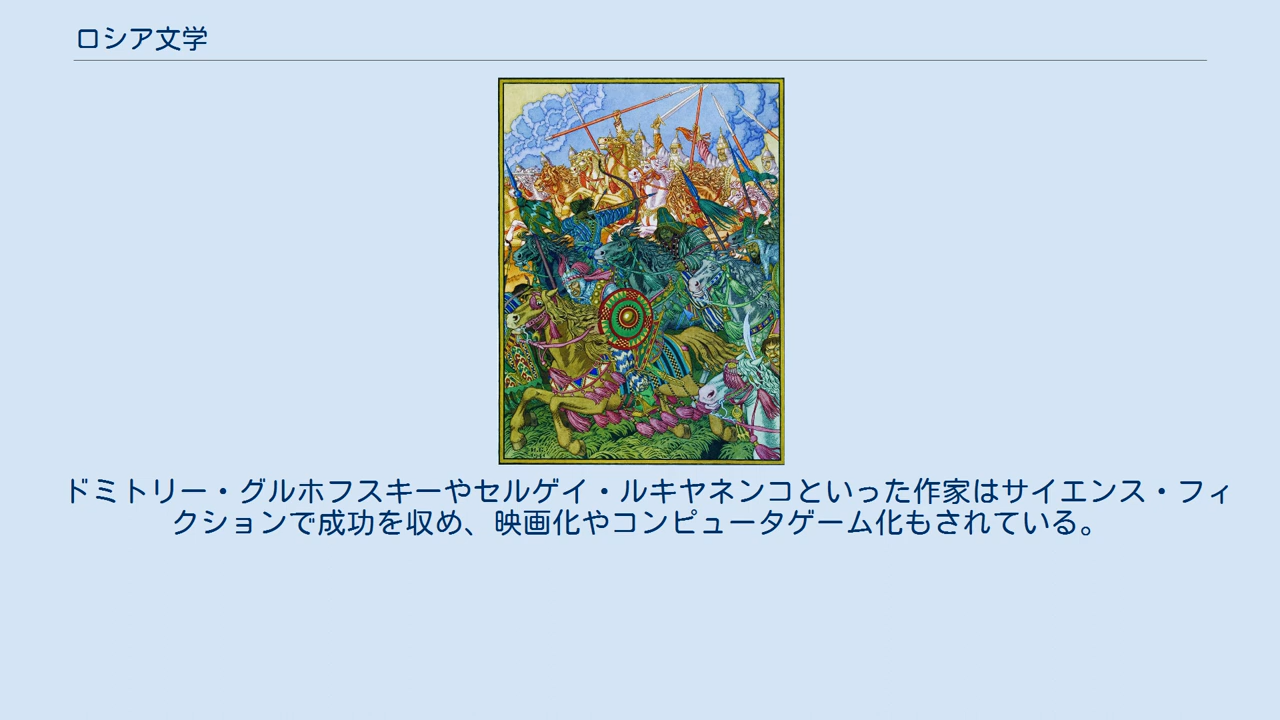 ロシア文学
ドミトリー・グルホフスキーやセルゲイ・ルキヤネンコといった作家はサイエンス・フィ
クションで成功を収め、映画化やコンピュータゲーム化もされている。